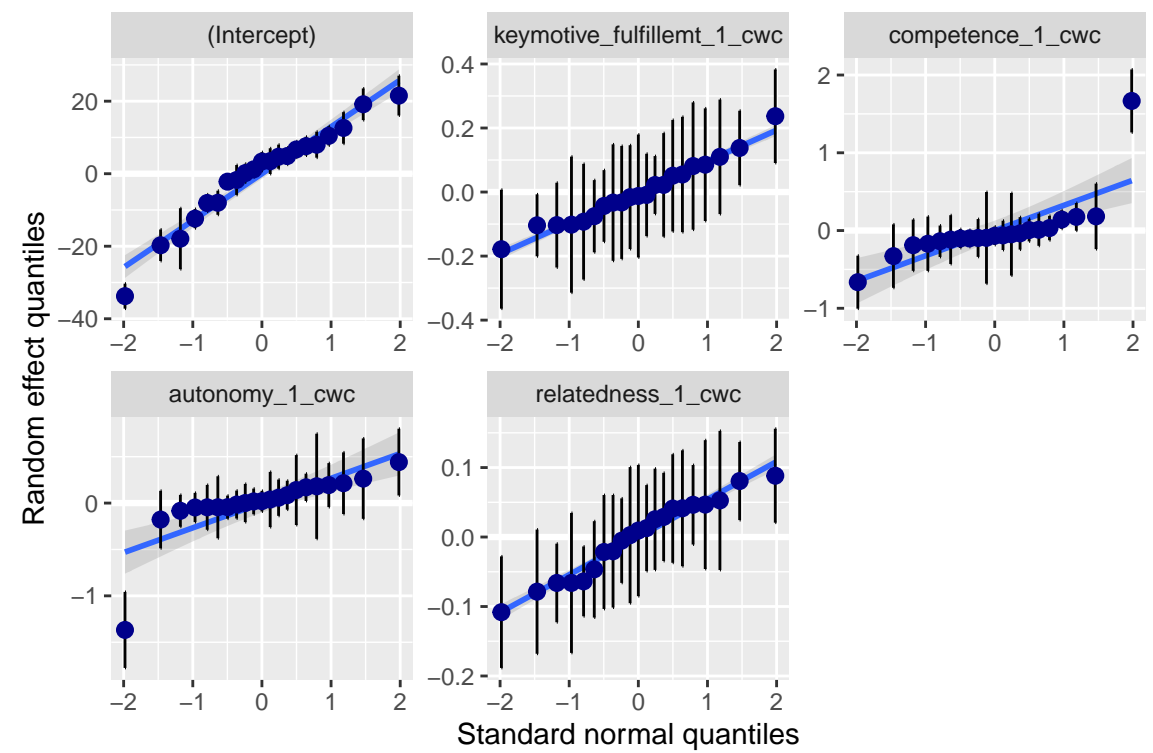 (Intercept)
keymotive_fulfillemt_1_cwc
competence_1_cwc
20
0
−20
−40
−2 −1 0 1 2
0.4
0.2
0.0
−0.2
−0.4
−2 −1 0 1 2
2
1
0
−1
−2 −1 0 1 2
autonomy_1_cwc
relatedness_1_cwc
0
−1
−2 −1 0 1 2
0.1
0.0
−0.1
−0.2
−2 −1 0 1 2
Random effect quantiles
Standard normal quantiles